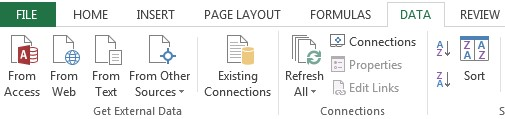 FILE HOME INSERT PAGE LAYOUT FORMULAS DATA REVIEW
From Access
From Web
From Text
From Other Sources
Existing Connections
Get External Data
Refresh All
Connections
Properties
Edit Links
Connections
A
Z
Z
A
Z A
A Z
Sort
S